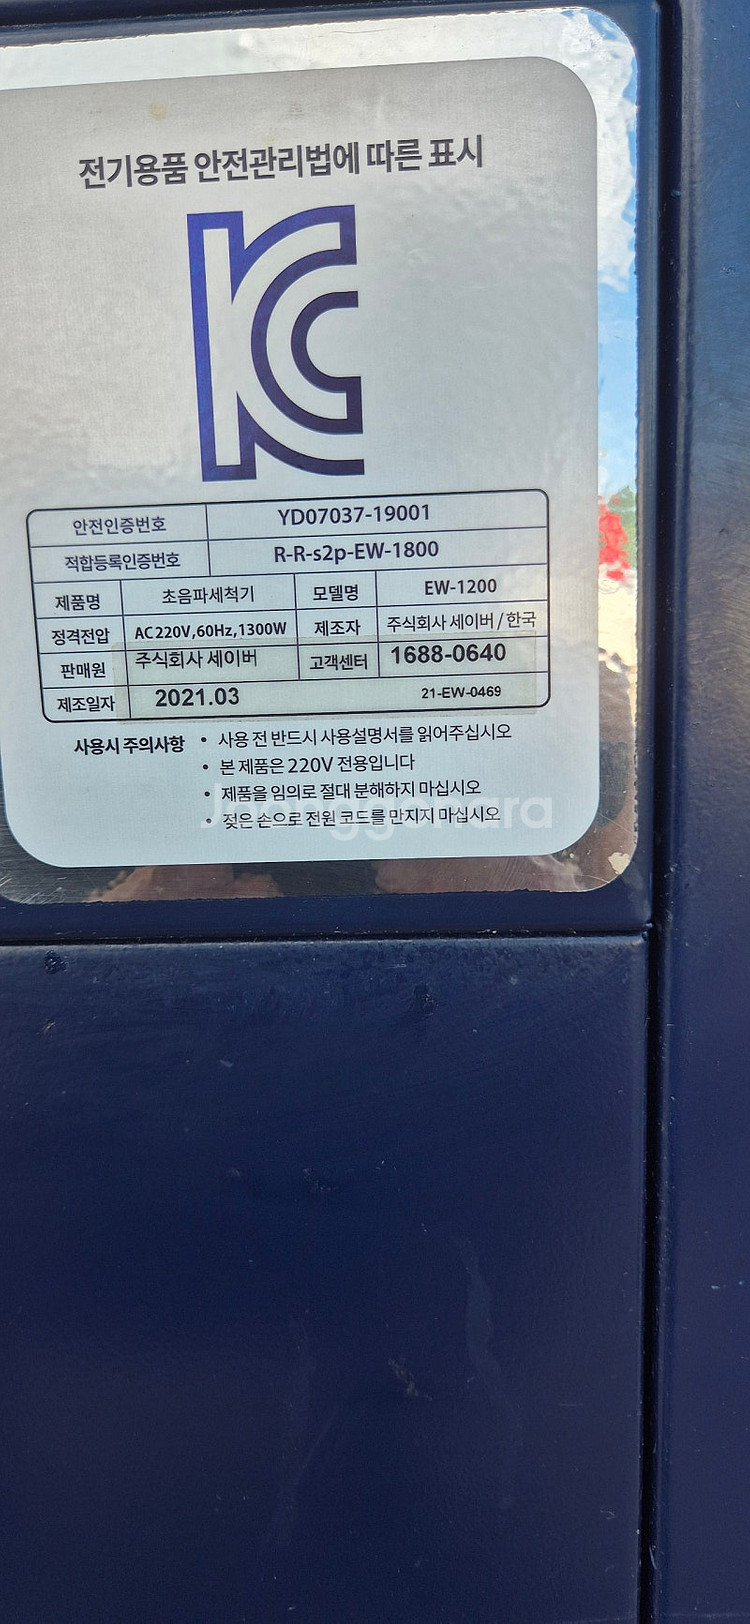 전기용품 안전관리법에 따른 표시
안전인증번호 YD07037-19001
적합등록인증번호 R-R-s2p-EW-1800
제품명 초음파세척기 모델명 EW-1200
정격전압 AC220V,60Hz,1300W 제조자 주식회사 세이버 / 한국
판매원 주식회사 세이버 고객센터 1688-0640
제조일자 2021.03 21-EW-0469
사용시 주의사항 • 사용 전 반드시 사용설명서를 읽어주십시오
• 본 제품은 220V 전용입니다
• 제품을 임의로 절대 분해하지 마십시오
• 젖은 손으로 전원 코드를 만지지 마십시오
Joonggonara